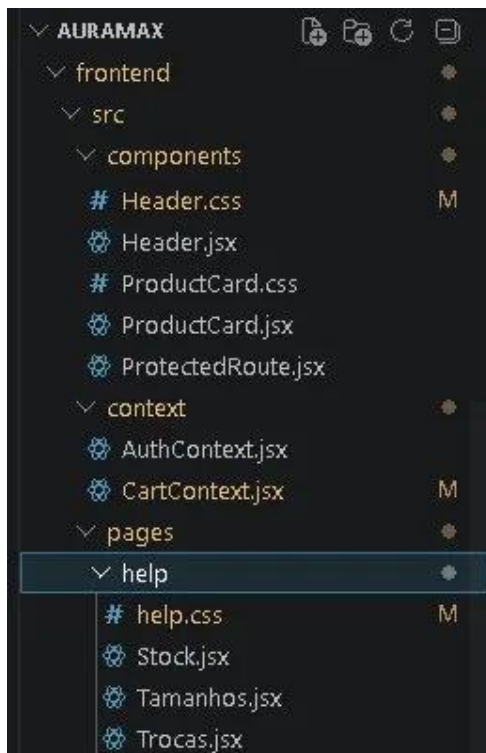 AURAMAX
frontend
src
components
# Header.css M
Header.jsx
# ProductCard.css
ProductCard.jsx
ProtectedRoute.jsx
context
AuthContext.jsx
CartContext.jsx M
pages
help
# help.css M
Stock.jsx
Tamanhos.jsx
Trocas.jsx